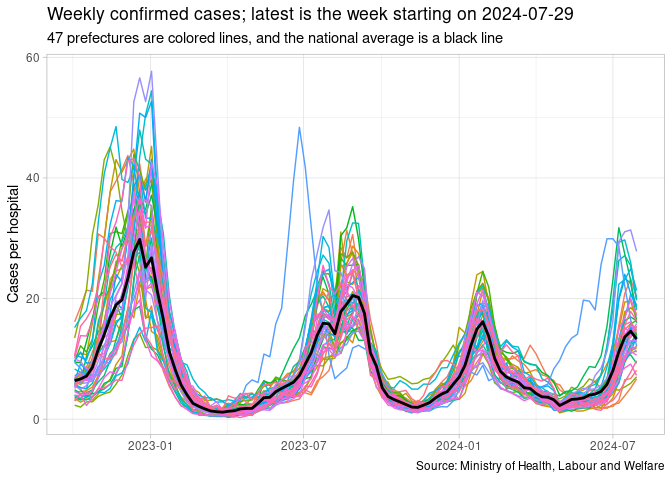 Weekly confirmed cases; latest is the week starting on 2024-07-29
47 prefectures are colored lines, and the national average is a black line
Cases per hospital
60
40
20
0
2023-01
2023-07
2024-01
2024-07
Source: Ministry of Health, Labour and Welfare